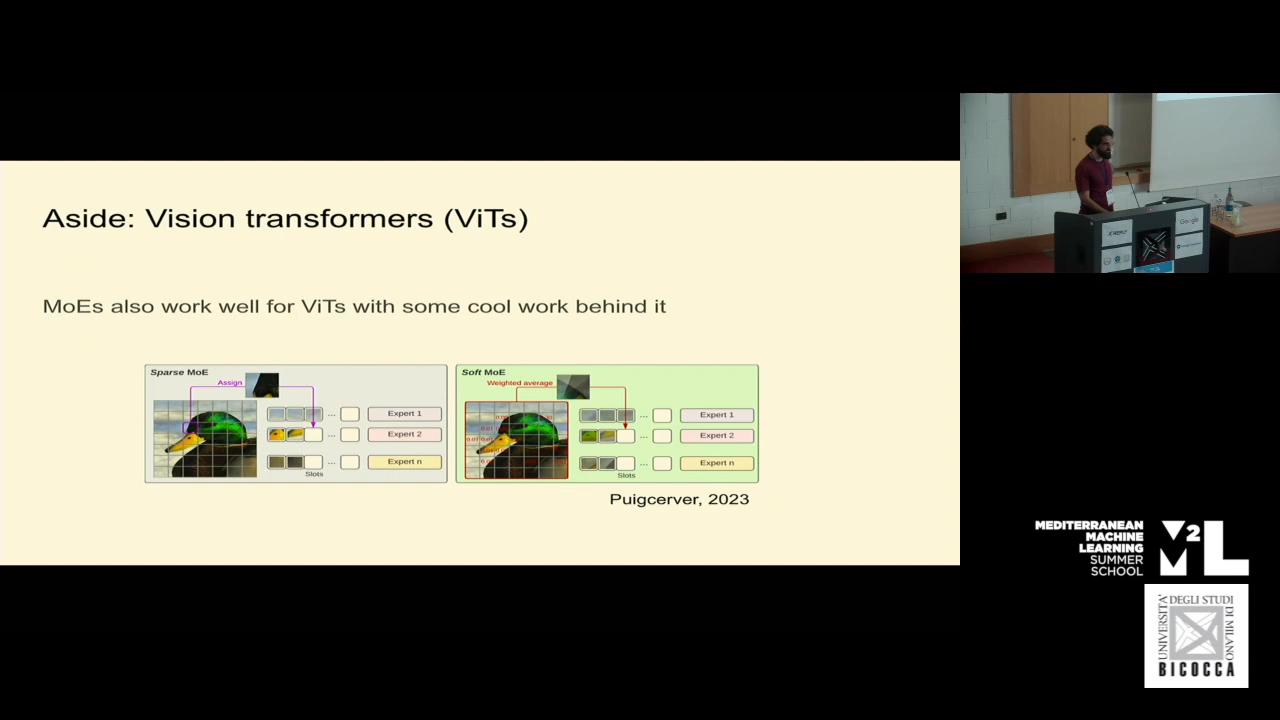 Aside: Vision transformers (ViTs)
MoEs also work well for ViTs with some cool work behind it
Sparse MoE
Assign
Expert 1
Expert 2
Expert n
...
...
...
Slots
Soft MoE
Weighted average
Expert 1
Expert 2
Expert n
...
...
...
Slots
Puigcerver, 2023
Google
MEDITERRANEAN
MACHINE
LEARNING
SUMMER
SCHOOL
M2L
UNIVERSITÀ
DEGLI STUDI
DI MILANO
BICOCCA